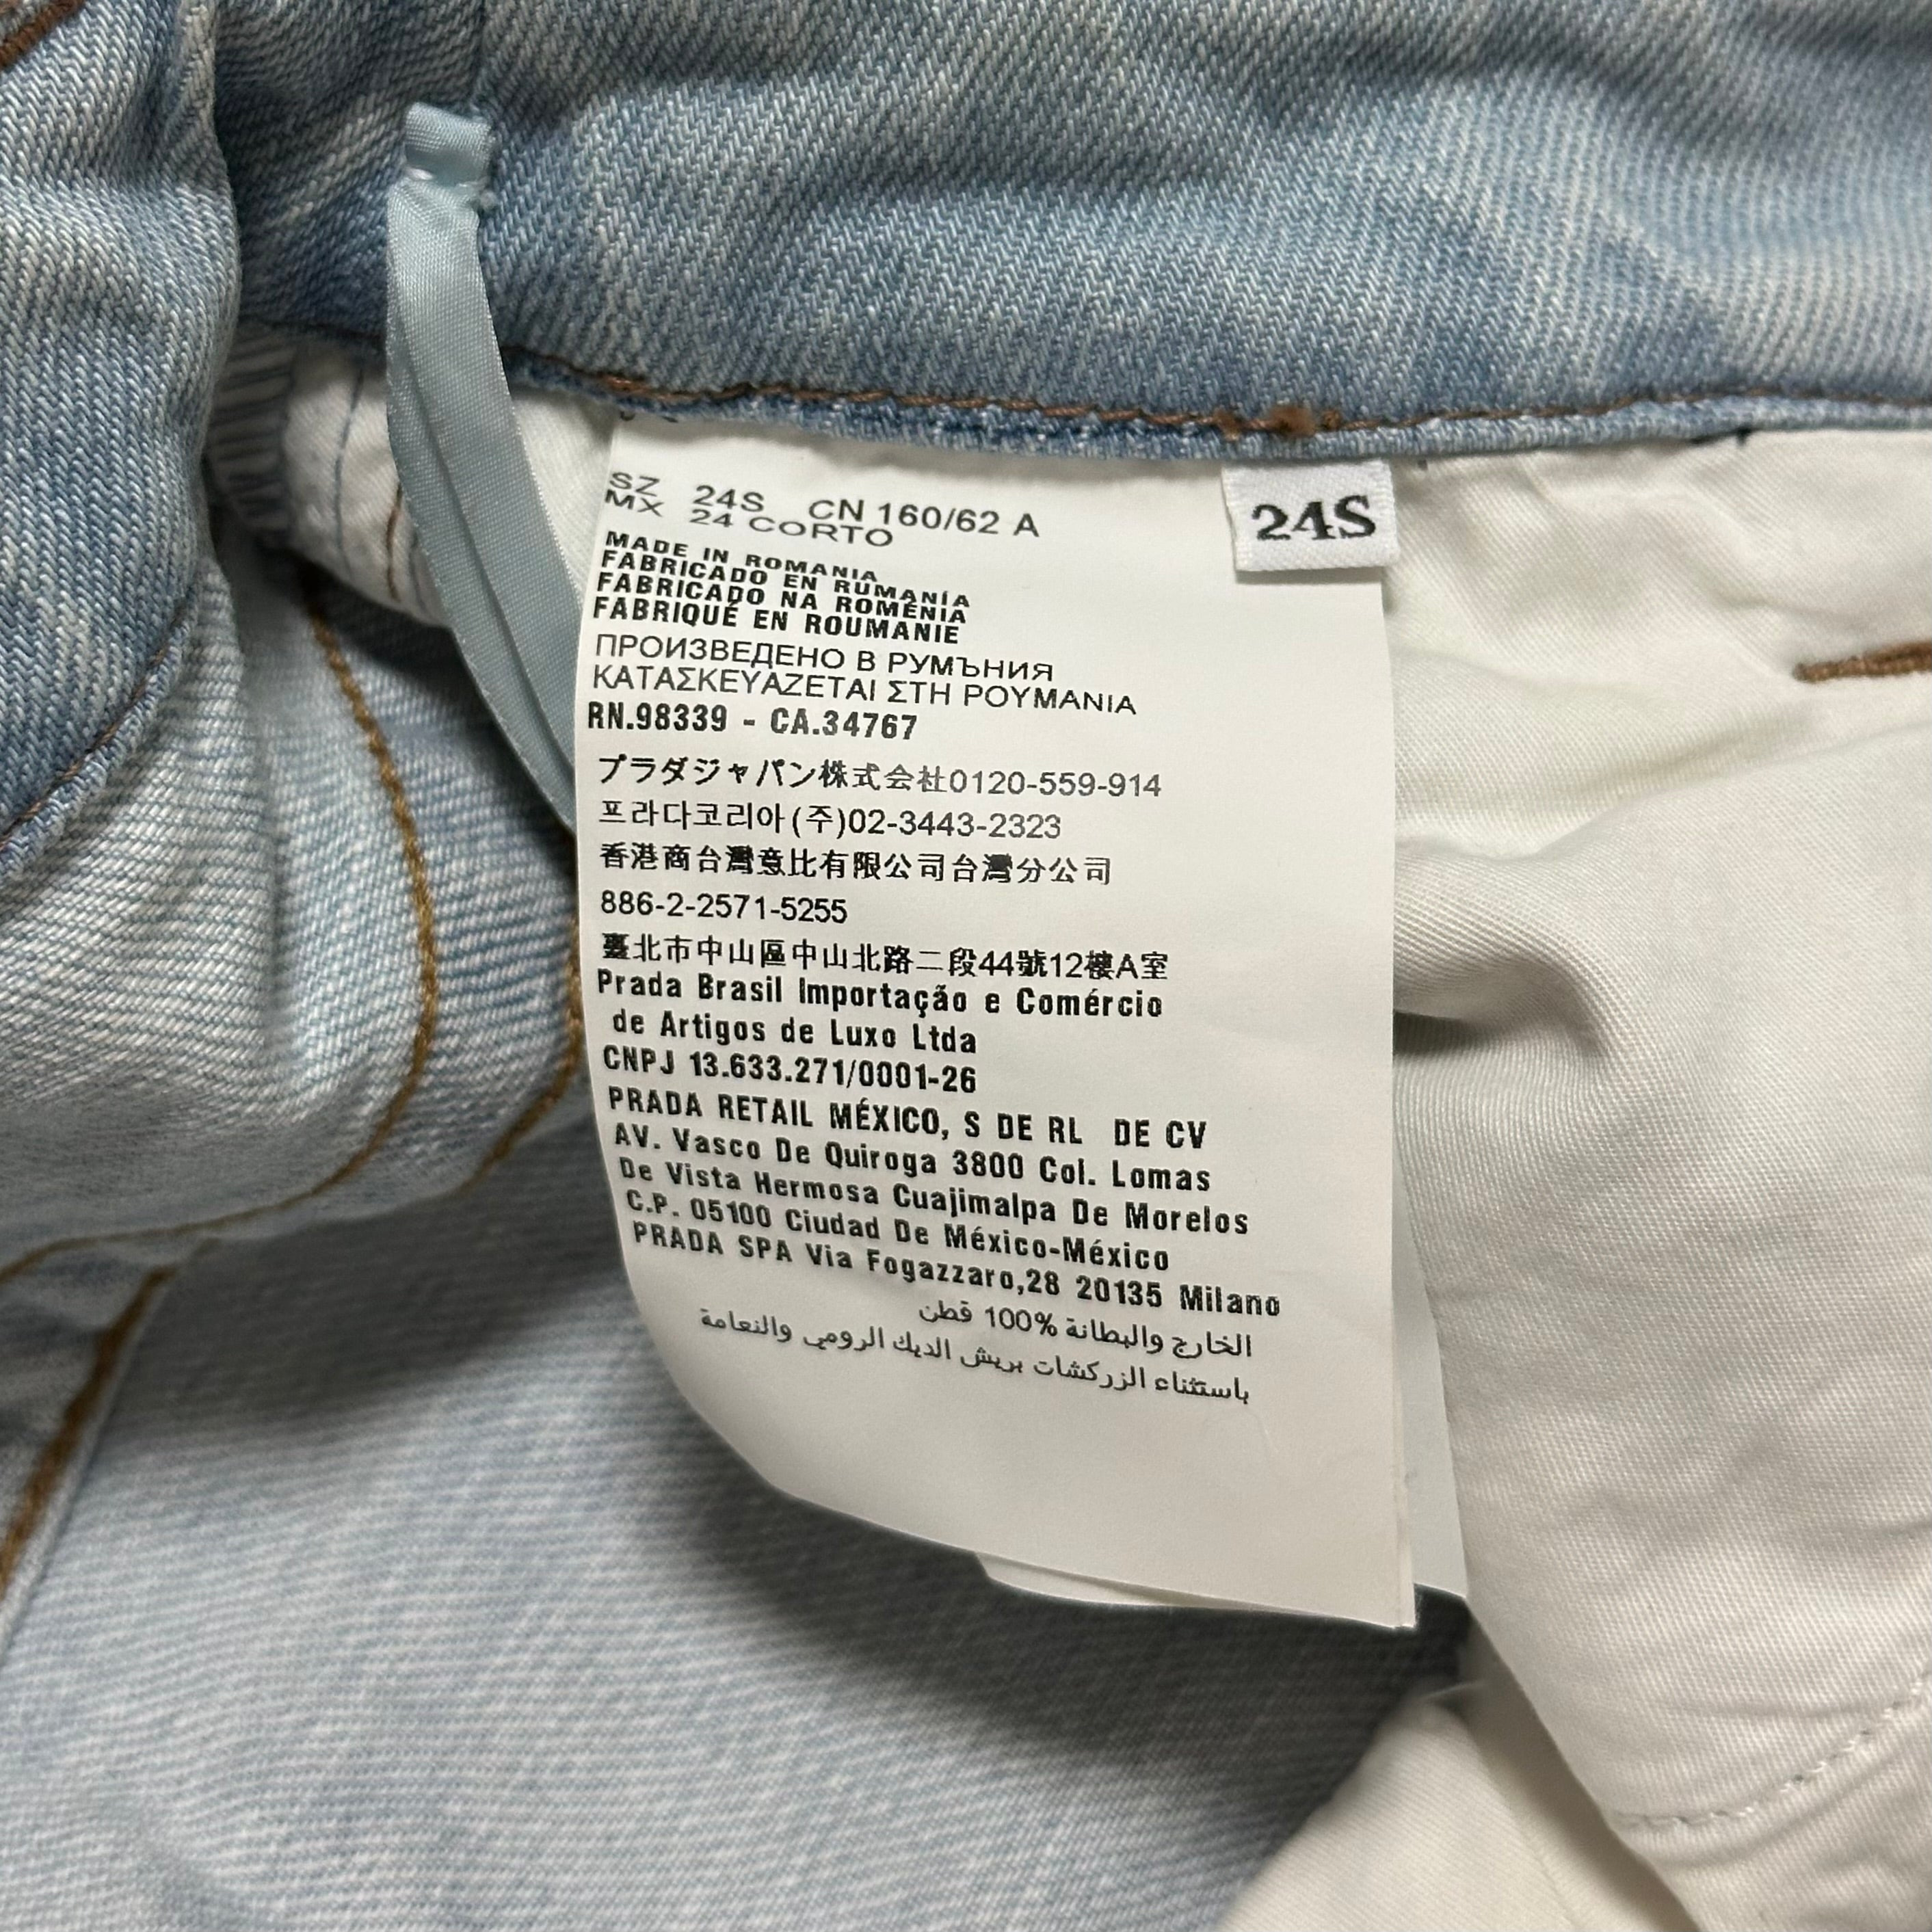 SZ 24S CN 160/62 A
MX 24 CORTO
24S
MADE IN ROMANIA
FABRICADO EN RUMANÍA
FABRICADO NA ROMÉNIA
FABRIQUÉ EN ROUMANIE
ПРОИЗВЕДЕНО В РУМЪНИЯ
ΚΑΤΑΣΚΕΥΑΖΕΤΑΙ ΣΤΗ ΡΟΥΜΑΝΙΑ
RN.98339 - CA.34767
プラダジャパン株式会社0120-559-914
프라다코리아(주)02-3443-2323
香港商台灣意比有限公司台灣分公司
886-2-2571-5255
臺北市中山區中山北路二段44號12樓A室
Prada Brasil Importação e Comércio
de Artigos de Luxo Ltda
CNPJ 13.633.271/0001-26
PRADA RETAIL MÉXICO, S DE RL DE CV
AV. Vasco De Quiroga 3800 Col. Lomas
De Vista Hermosa Cuajimalpa De Morelos
C.P. 05100 Ciudad De México-México
PRADA SPA Via Fogazzaro,28 20135 Milano
الخارج والبطانة %100 قطن
باستثناء الزركشات بريش الديك الرومي والنعامة